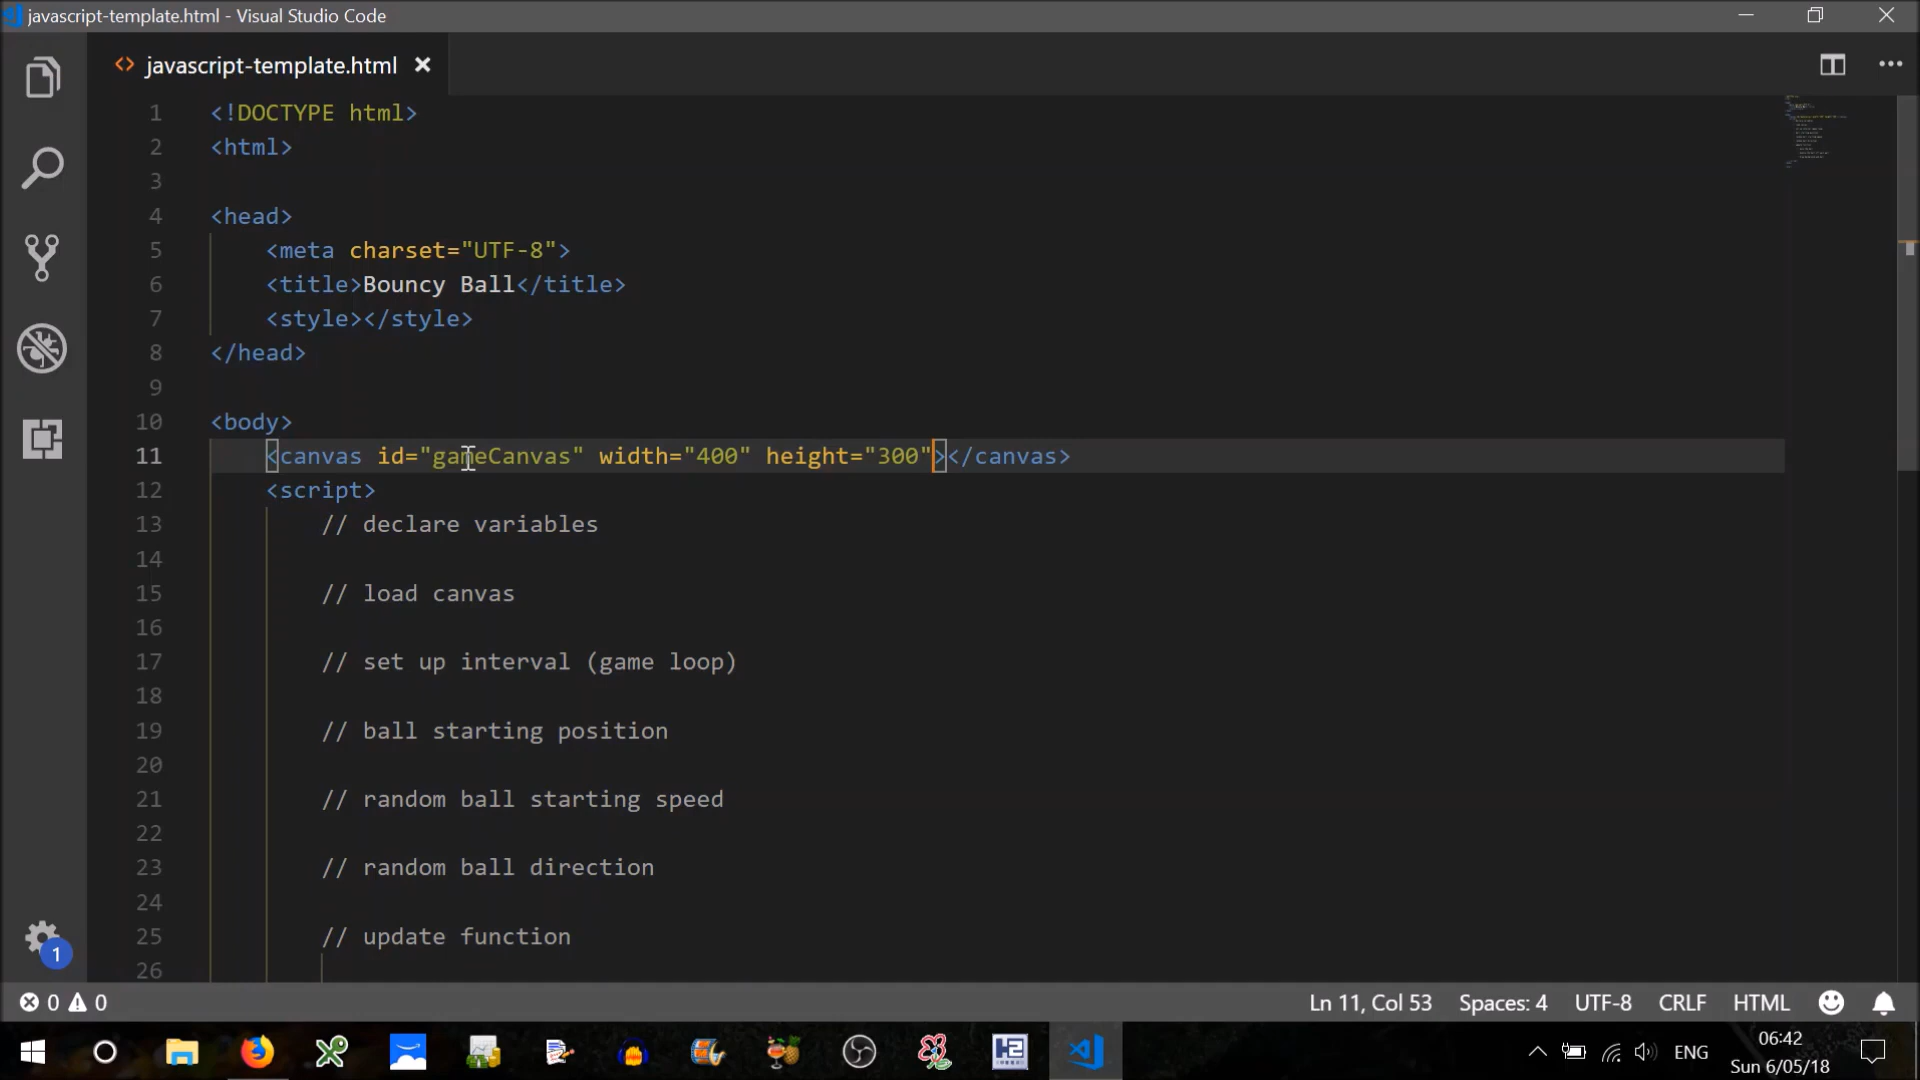 javascript-template.html - Visual Studio Code
<> javascript-template.html
1 <!DOCTYPE html>
2 <html>
3
4 <head>
5 <meta charset="UTF-8">
6 <title>Bouncy Ball</title>
7 <style></style>
8 </head>
9
10 <body>
11 <canvas id="gameCanvas" width="400" height="300"></canvas>
12 <script>
13 // declare variables
14
15 // load canvas
16
17 // set up interval (game loop)
18
19 // ball starting position
20
21 // random ball starting speed
22
23 // random ball direction
24
25 // update function
26
1
0 0 Ln 11, Col 53 Spaces: 4 UTF-8 CRLF HTML
ENG 06:42
Sun 6/05/18